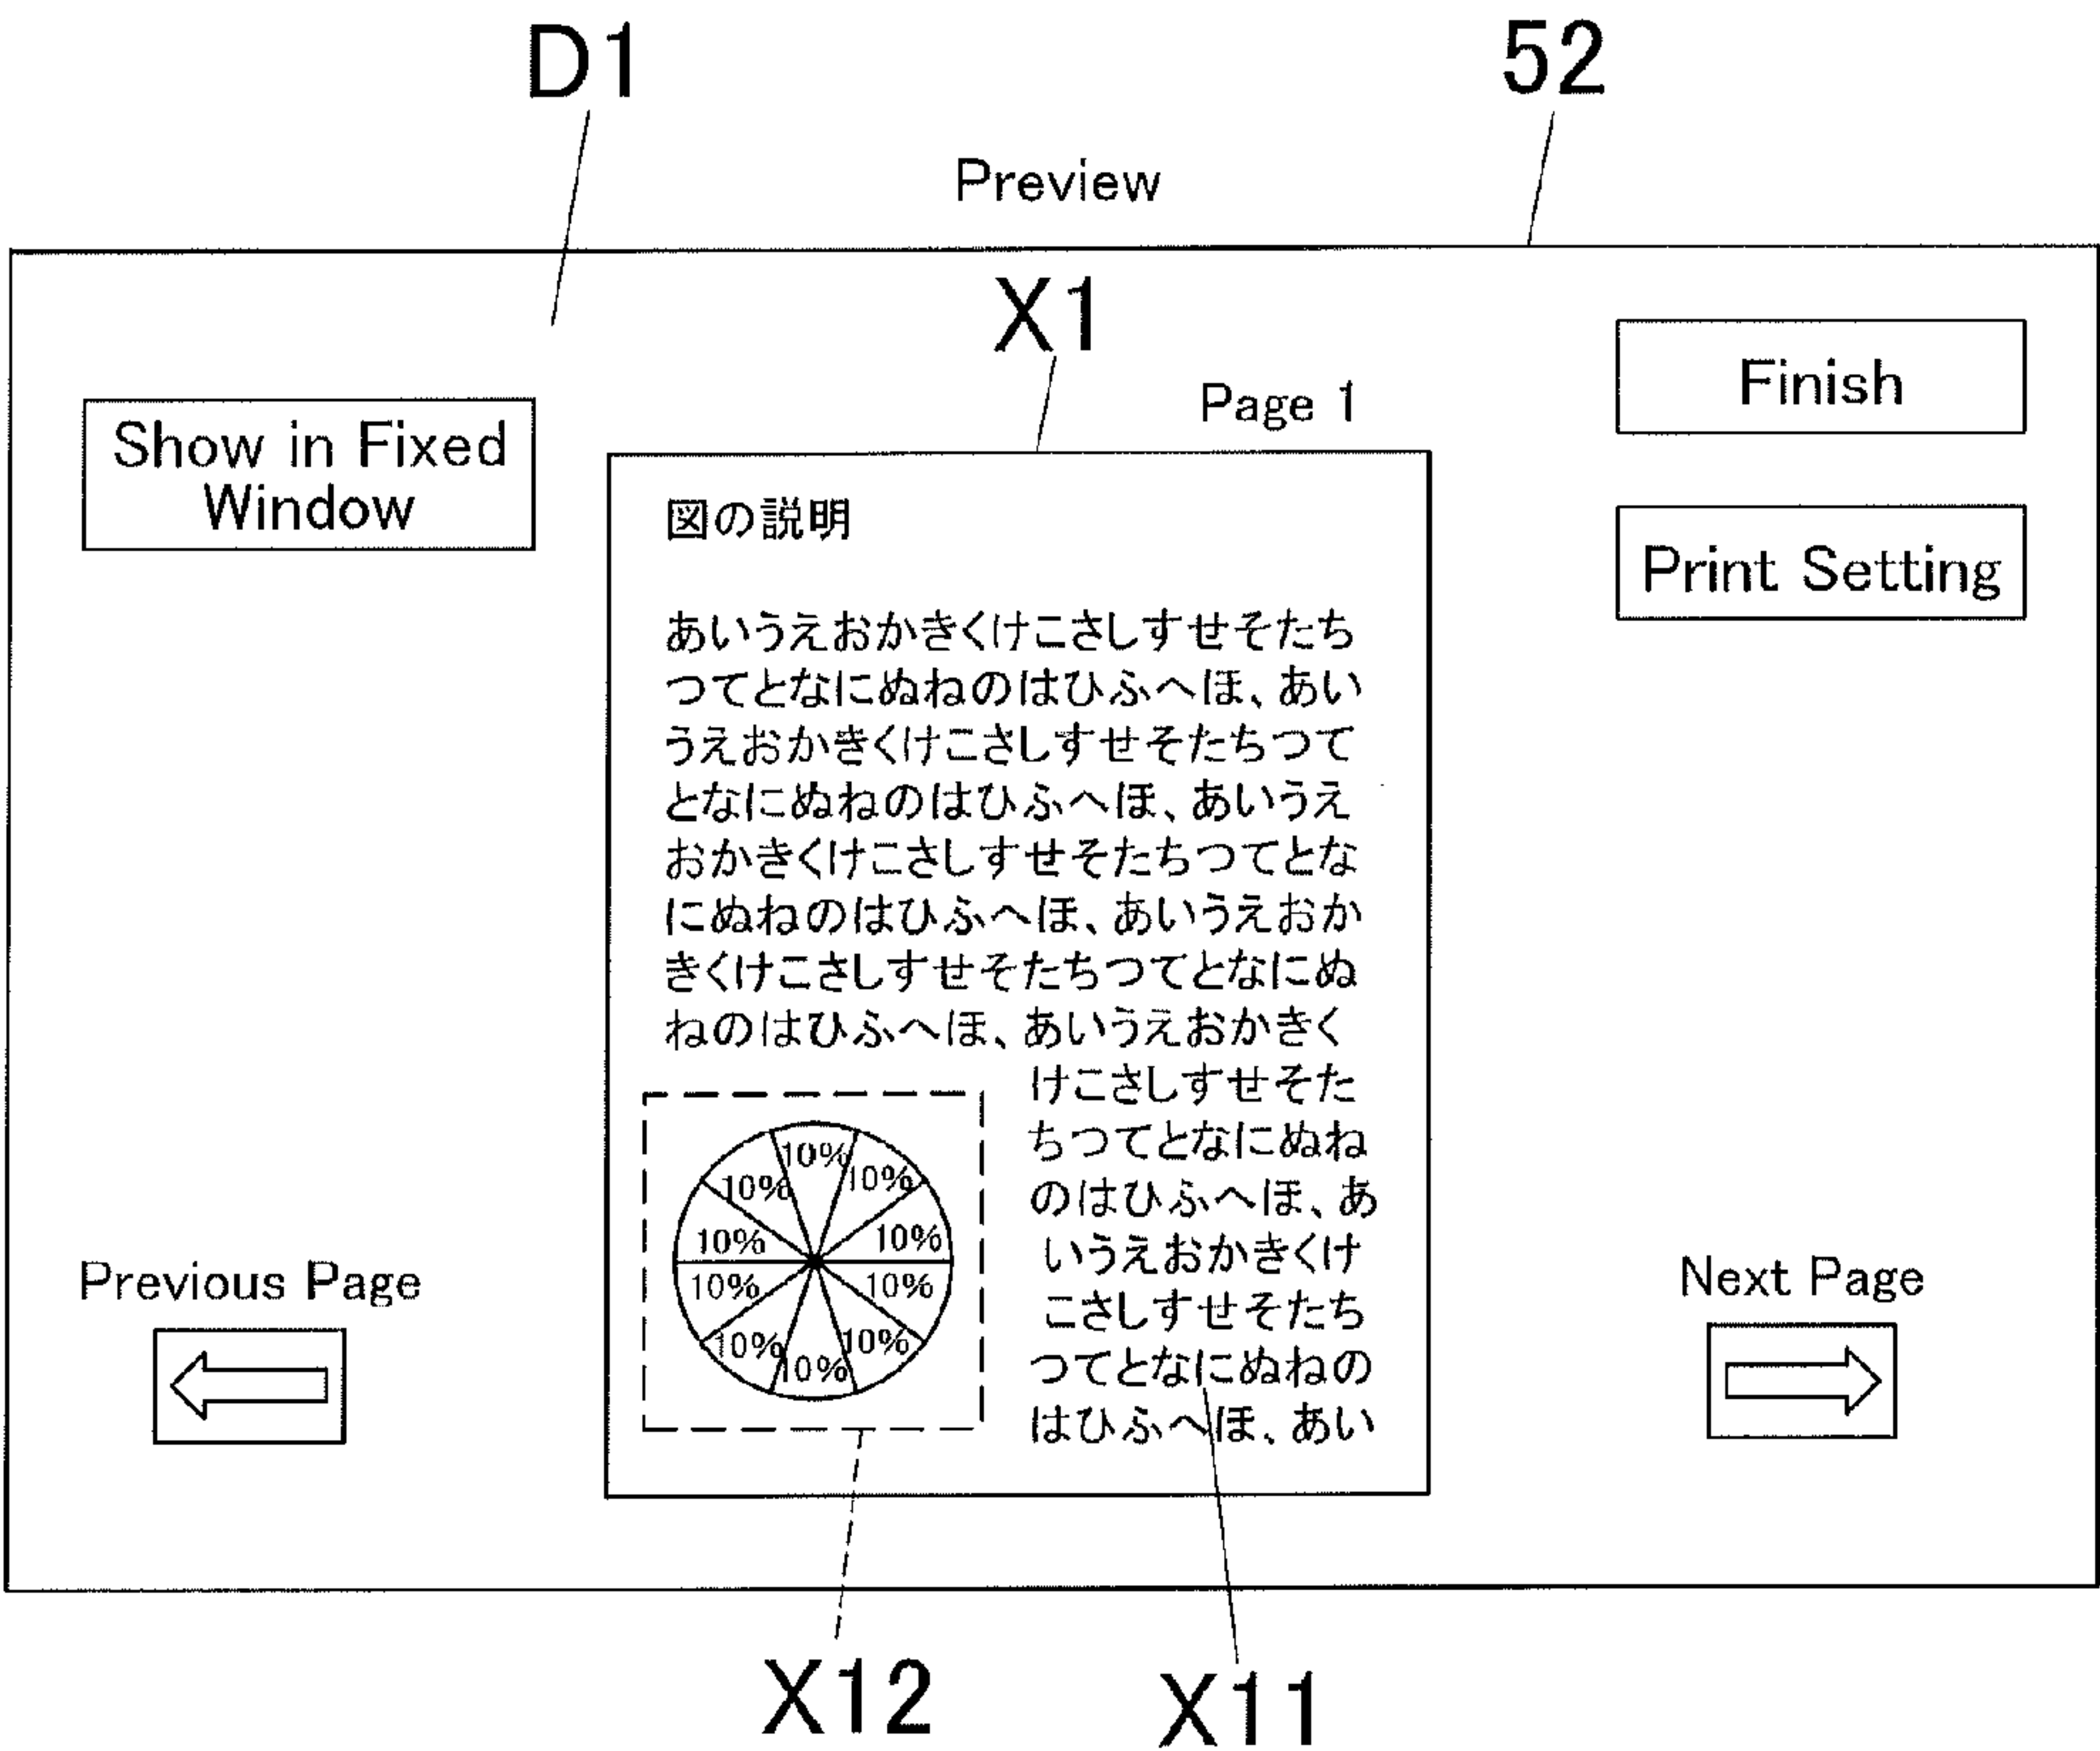 D1
52
Preview
X1
Page 1
Finish
Show in Fixed
Window
Print Setting
図の説明
あいうえおかきくけこさしすせそたち
つてとなにぬねのはひふへほ、あい
うえおかきくけこさしすせそたちつて
となにぬねのはひふへほ、あいうえ
おかきくけこさしすせそたちつてとな
にぬねのはひふへほ、あいうえおか
きくけこさしすせそたちつてとなにぬ
ねのはひふへほ、あいうえおかきく
けこさしすせそた
ちつてとなにぬね
のはひふへほ、あ
いうえおかきくけ
こさしすせそたち
つてとなにぬねの
はひふへほ、あい
10%
10%
10%
10%
10%
10%
10%
10%
10%
10%
Previous Page
Next Page
X12
X11